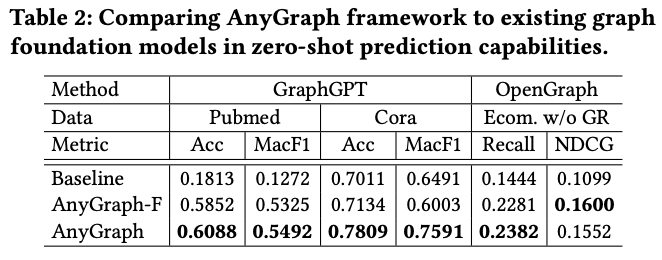 Table 2: Comparing AnyGraph framework to existing graph
foundation models in zero-shot prediction capabilities.
Method GraphGPT OpenGraph
Data Pubmed Cora Ecom. w/o GR
Metric Acc MacF1 Acc MacF1 Recall NDCG
Baseline 0.1813 0.1272 0.7011 0.6491 0.1444 0.1099
AnyGraph-F 0.5852 0.5325 0.7134 0.6003 0.2281 0.1600
AnyGraph 0.6088 0.5492 0.7809 0.7591 0.2382 0.1552